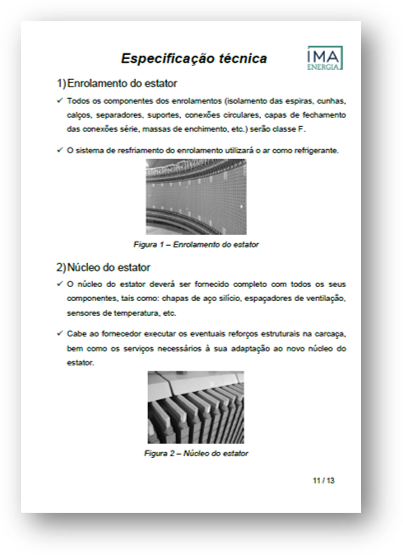 Especificação técnica
IMA
ENERGIA
1) Enrolamento do estator
✓ Todos os componentes dos enrolamentos (isolamento das espiras, cunhas,
calços, separadores, suportes, conexões circulares, capas de fechamento
das conexões série, massas de enchimento, etc.) serão classe F.
✓ O sistema de resfriamento do enrolamento utilizará o ar como refrigerante.
Figura 1 – Enrolamento do estator
2) Núcleo do estator
✓ O núcleo do estator deverá ser fornecido completo com todos os seus
componentes, tais como: chapas de aço silício, espaçadores de ventilação,
sensores de temperatura, etc.
✓ Cabe ao fornecedor executar os eventuais reforços estruturais na carcaça,
bem como os serviços necessários à sua adaptação ao novo núcleo do
estator.
Figura 2 – Núcleo do estator
11 / 13